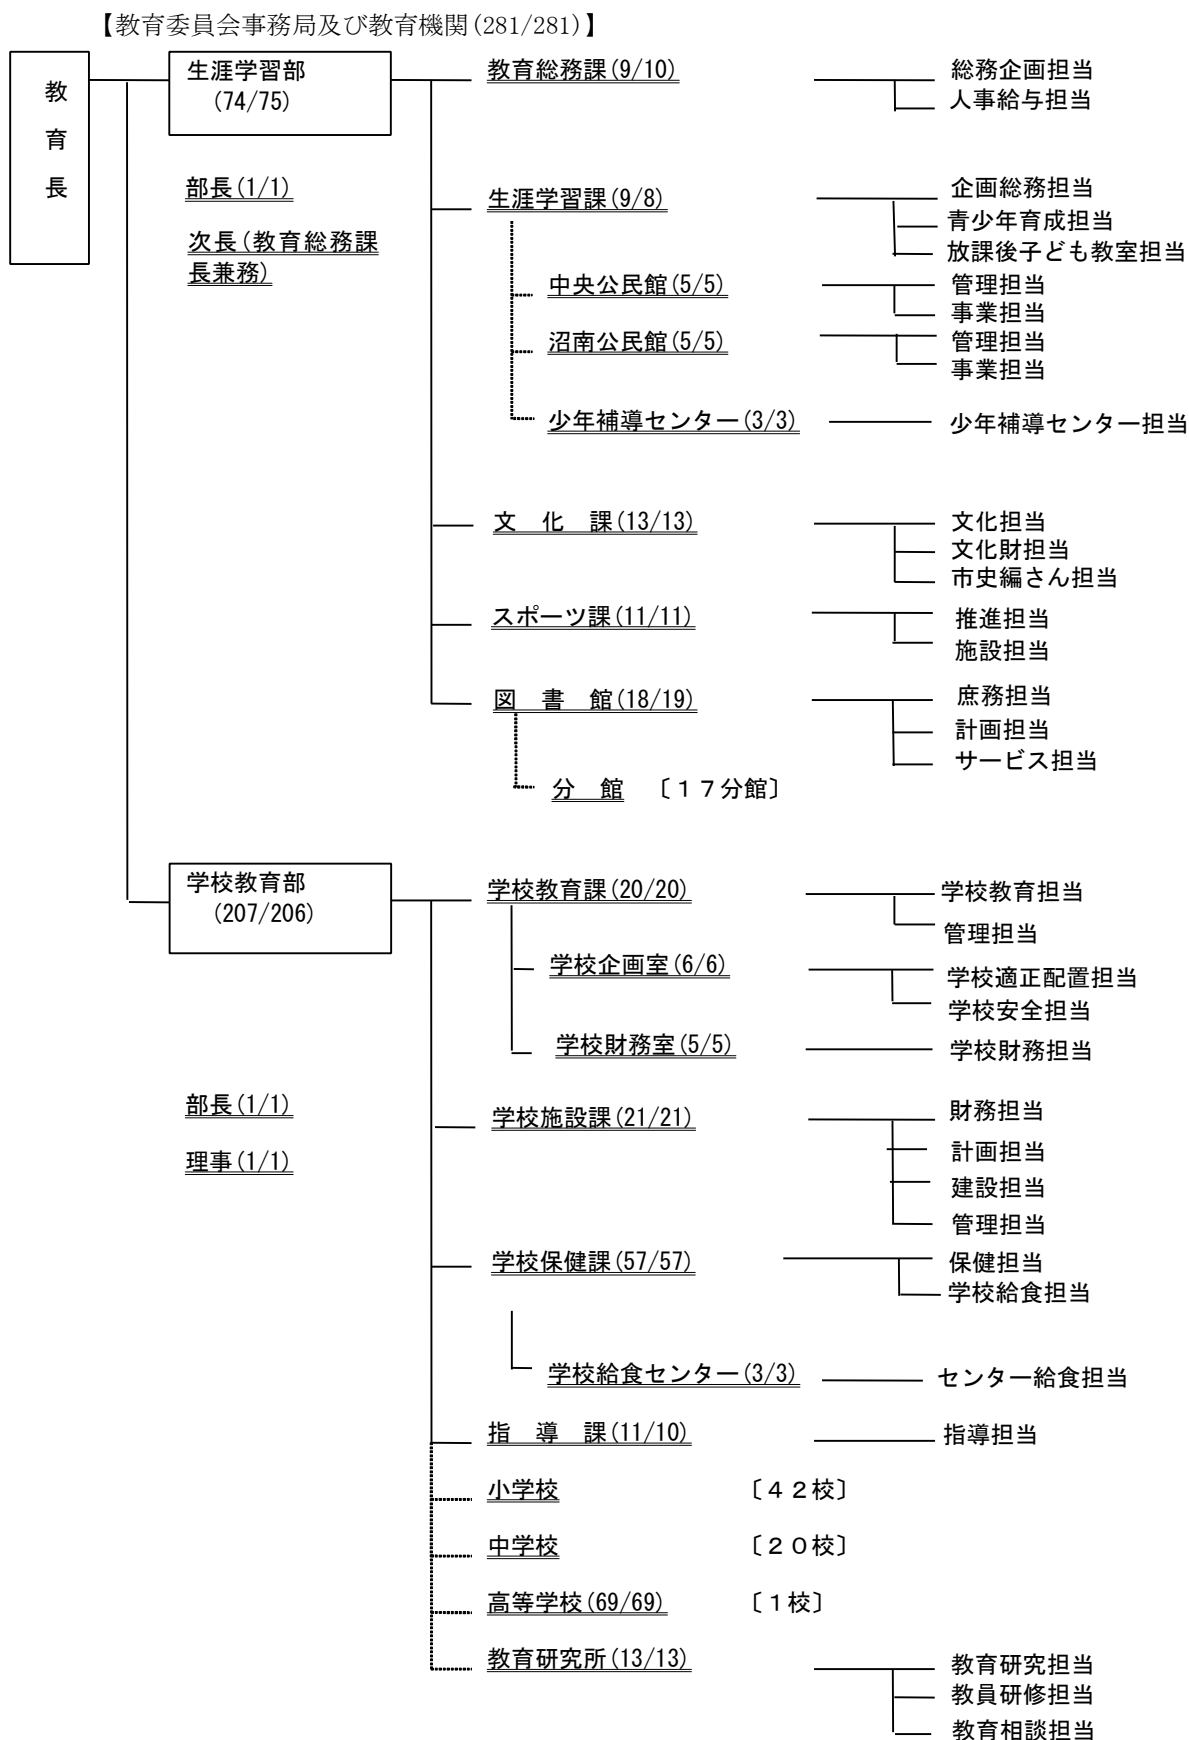 【教育委員会事務局及び教育機関(281/281)】
教育長
生涯学習部
(74/75)
部長(1/1)
次長(教育総務課
長兼務)
教育総務課(9/10)
総務企画担当
人事給与担当
生涯学習課(9/8)
企画総務担当
青少年育成担当
放課後子ども教室担当
中央公民館(5/5)
管理担当
事業担当
沼南公民館(5/5)
管理担当
事業担当
少年補導センター(3/3)
少年補導センター担当
文　化　課(13/13)
文化担当
文化財担当
市史編さん担当
スポーツ課(11/11)
推進担当
施設担当
図　書　館(18/19)
庶務担当
計画担当
サービス担当
分　館　〔１７分館〕
学校教育部
(207/206)
部長(1/1)
理事(1/1)
学校教育課(20/20)
学校教育担当
管理担当
学校企画室(6/6)
学校適正配置担当
学校安全担当
学校財務室(5/5)
学校財務担当
学校施設課(21/21)
財務担当
計画担当
建設担当
管理担当
学校保健課(57/57)
保健担当
学校給食担当
学校給食センター(3/3)
センター給食担当
指　導　課(11/10)
指導担当
小学校　〔４２校〕
中学校　〔２０校〕
高等学校(69/69)　〔１校〕
教育研究所(13/13)
教育研究担当
教員研修担当
教育相談担当